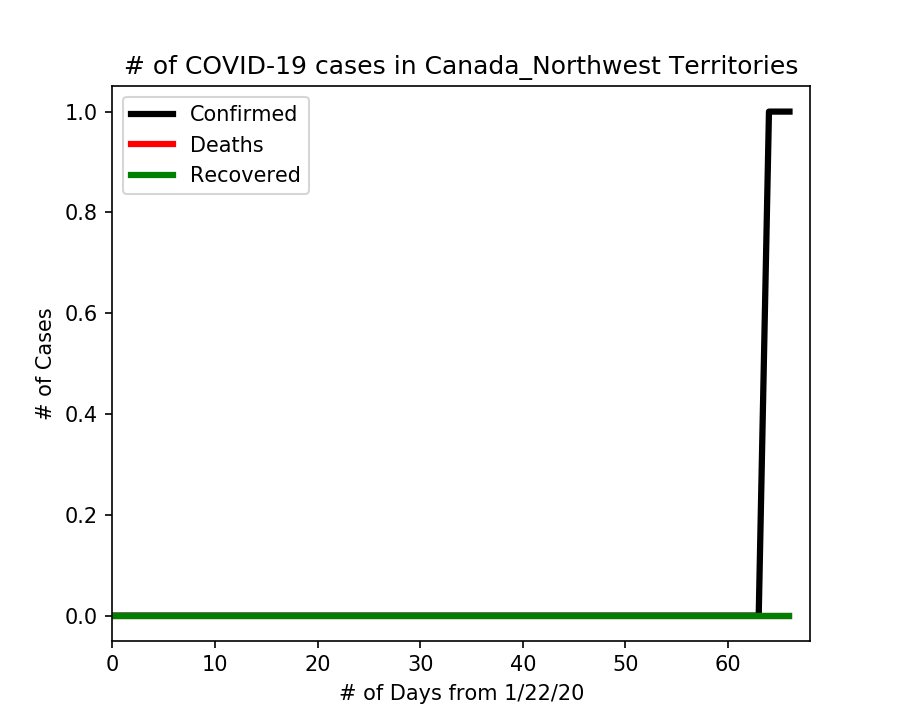 # of COVID-19 cases in Canada_Northwest Territories
Confirmed
Deaths
Recovered
1.0
0.8
0.6
0.4
0.2
0.0
# of Cases
0 10 20 30 40 50 60
# of Days from 1/22/20